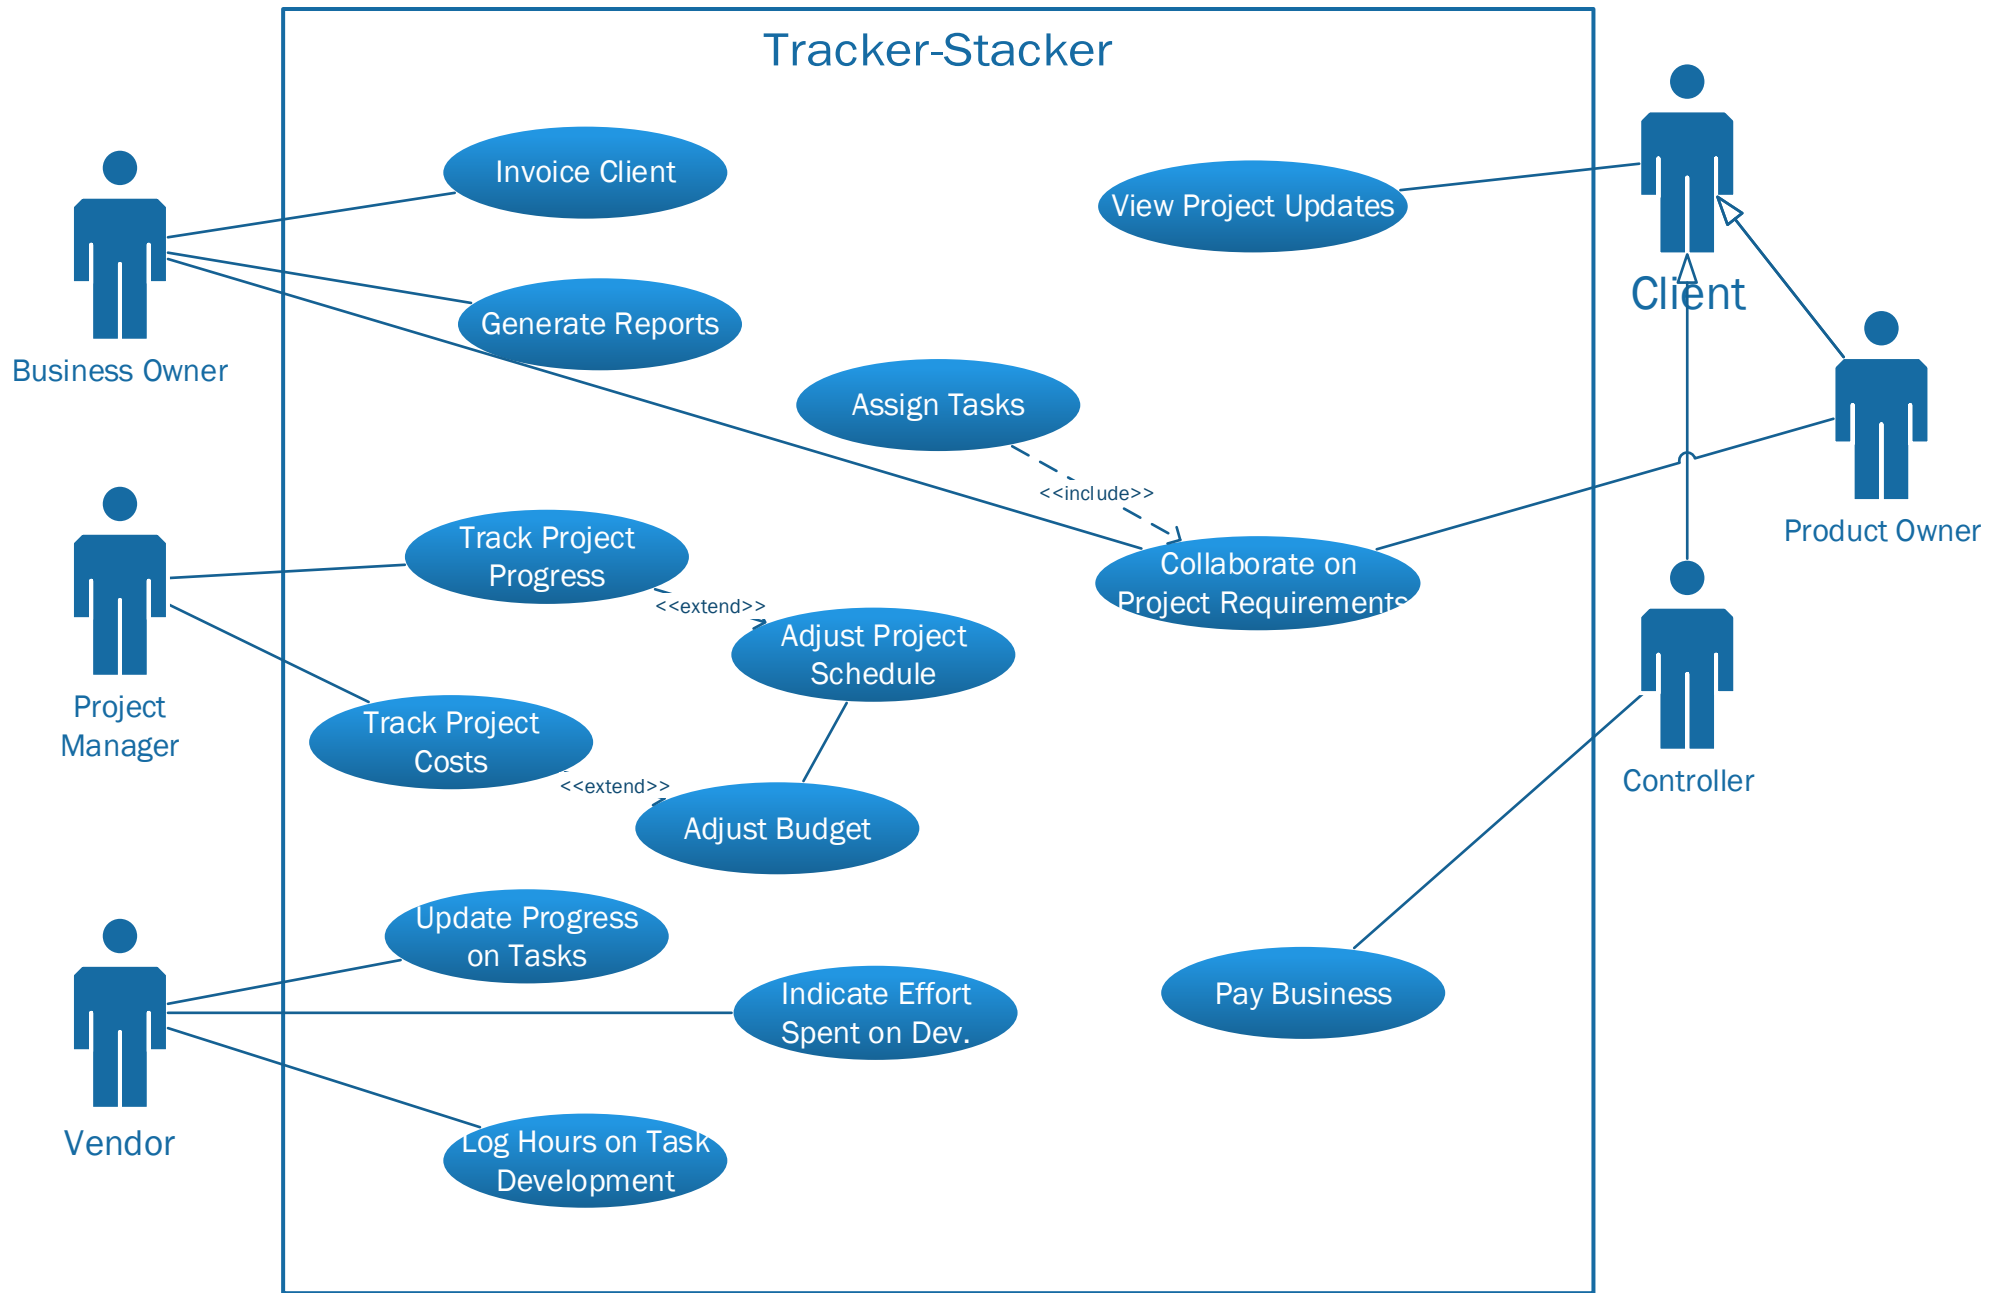 Tracker-Stacker
Invoice Client
View Project Updates
Client
Generate Reports
Business Owner
Assign Tasks
<<include>>
Product Owner
Track Project
Progress
Collaborate on
Project Requirements
<<extend>>
Adjust Project
Schedule
Project
Manager
Track Project
Costs
<<extend>>
Controller
Adjust Budget
Update Progress
on Tasks
Indicate Effort
Spent on Dev.
Pay Business
Vendor
Log Hours on Task
Development